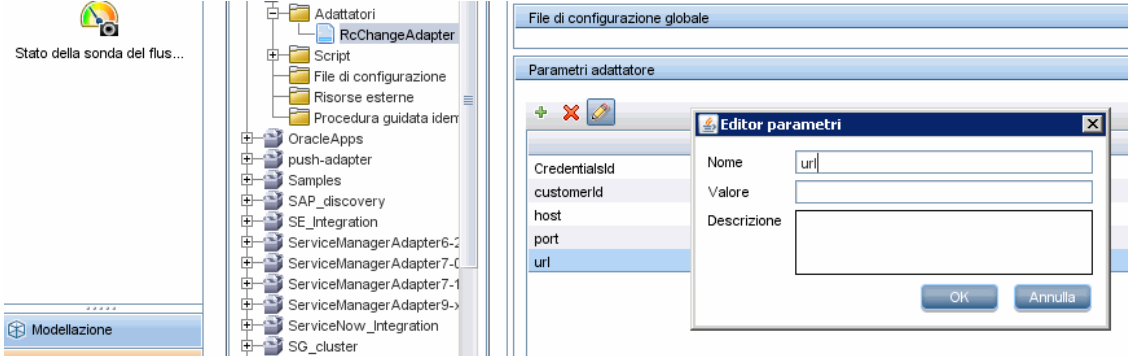 Stato della sonda del flus...
Modellazione
Adattatori
RcChangeAdapter
Script
File di configurazione
Risorse esterne
Procedura guidata iden
OracleApps
push-adapter
Samples
SAP_discovery
SE_Integration
ServiceManagerAdapter6-2
ServiceManagerAdapter7-0
ServiceManagerAdapter7-1
ServiceManagerAdapter9-x
ServiceNow_Integration
SG_cluster
File di configurazione globale
Parametri adattatore
CredentialsId
customerId
host
port
url
Editor parametri
Nome
url
Valore
Descrizione
OK
Annulla